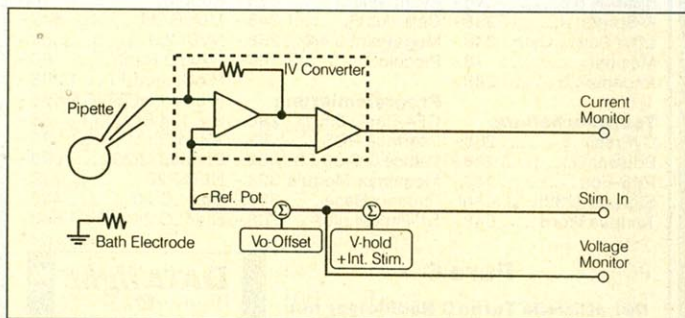 IV Converter
Pipette
Current
Monitor
Ref. Pot.
Stim. In
Σ
Σ
Bath Electrode
Vo-Offset
V-hold
+Int. Stim.
Voltage
Monitor